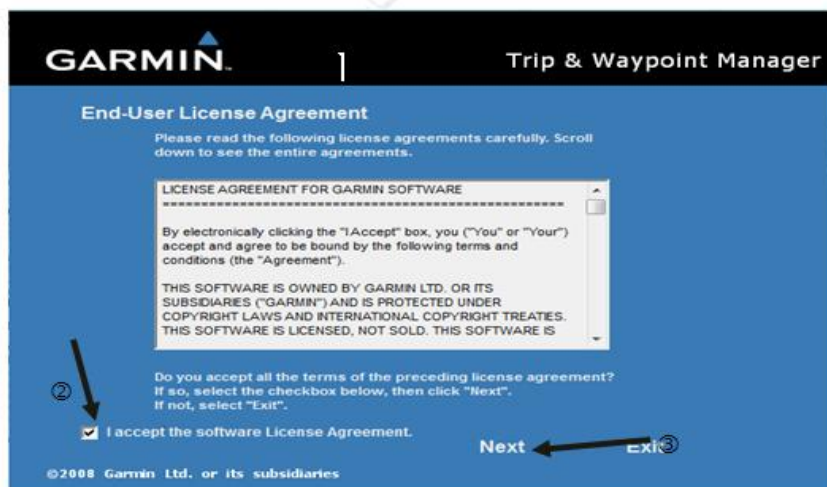 GARMIN
1
Trip & Waypoint Manager
End-User License Agreement
Please read the following license agreements carefully. Scroll
down to see the entire agreements.
LICENSE AGREEMENT FOR GARMIN SOFTWARE
======================================================
By electronically clicking the "I Accept" box, you ("You" or "Your")
accept and agree to be bound by the following terms and
conditions (the "Agreement").
THIS SOFTWARE IS OWNED BY GARMIN LTD. OR ITS
SUBSIDIARIES ("GARMIN") AND IS PROTECTED UNDER
COPYRIGHT LAWS AND INTERNATIONAL COPYRIGHT TREATIES.
THIS SOFTWARE IS LICENSED, NOT SOLD. THIS SOFTWARE IS
Do you accept all the terms of the preceding license agreement?
If so, select the checkbox below, then click "Next".
If not, select "Exit".
②
I accept the software License Agreement.
Next
Exit
③
©2008 Garmin Ltd. or its subsidiaries